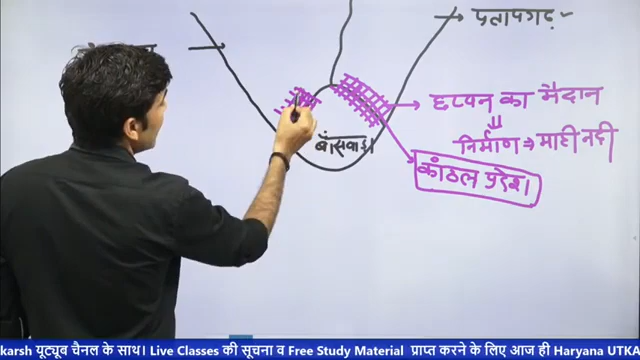 प्रतापगढ़
छप्पन का मैदान
बाँसवाड़ा
निर्माण ⇒ माही नदी
काँठल प्रदेश।
karsh यूट्यूब चैनल के साथ। Live Classes की सूचना व Free Study Material प्राप्त करने के लिए आज ही Haryana UTKA